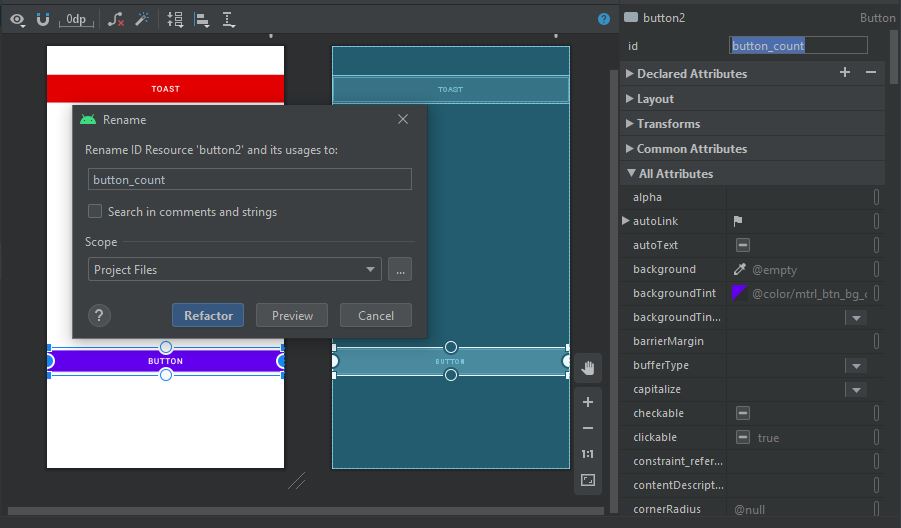 0dp
?
TOAST
TOAST
Rename
Rename ID Resource 'button2' and its usages to:
button_count
Search in comments and strings
Scope
Project Files
...
?
Refactor
Preview
Cancel
BUTTON
BUTTON
1:1
button2
Button
id
button_count
Declared Attributes
Layout
Transforms
Common Attributes
All Attributes
alpha
autoLink
autoText
background
@empty
backgroundTint
@color/mtrl_btn_bg_c
backgroundTin...
barrierMargin
bufferType
capitalize
checkable
clickable
true
constraint_refer...
contentDescript...
cornerRadius
@null